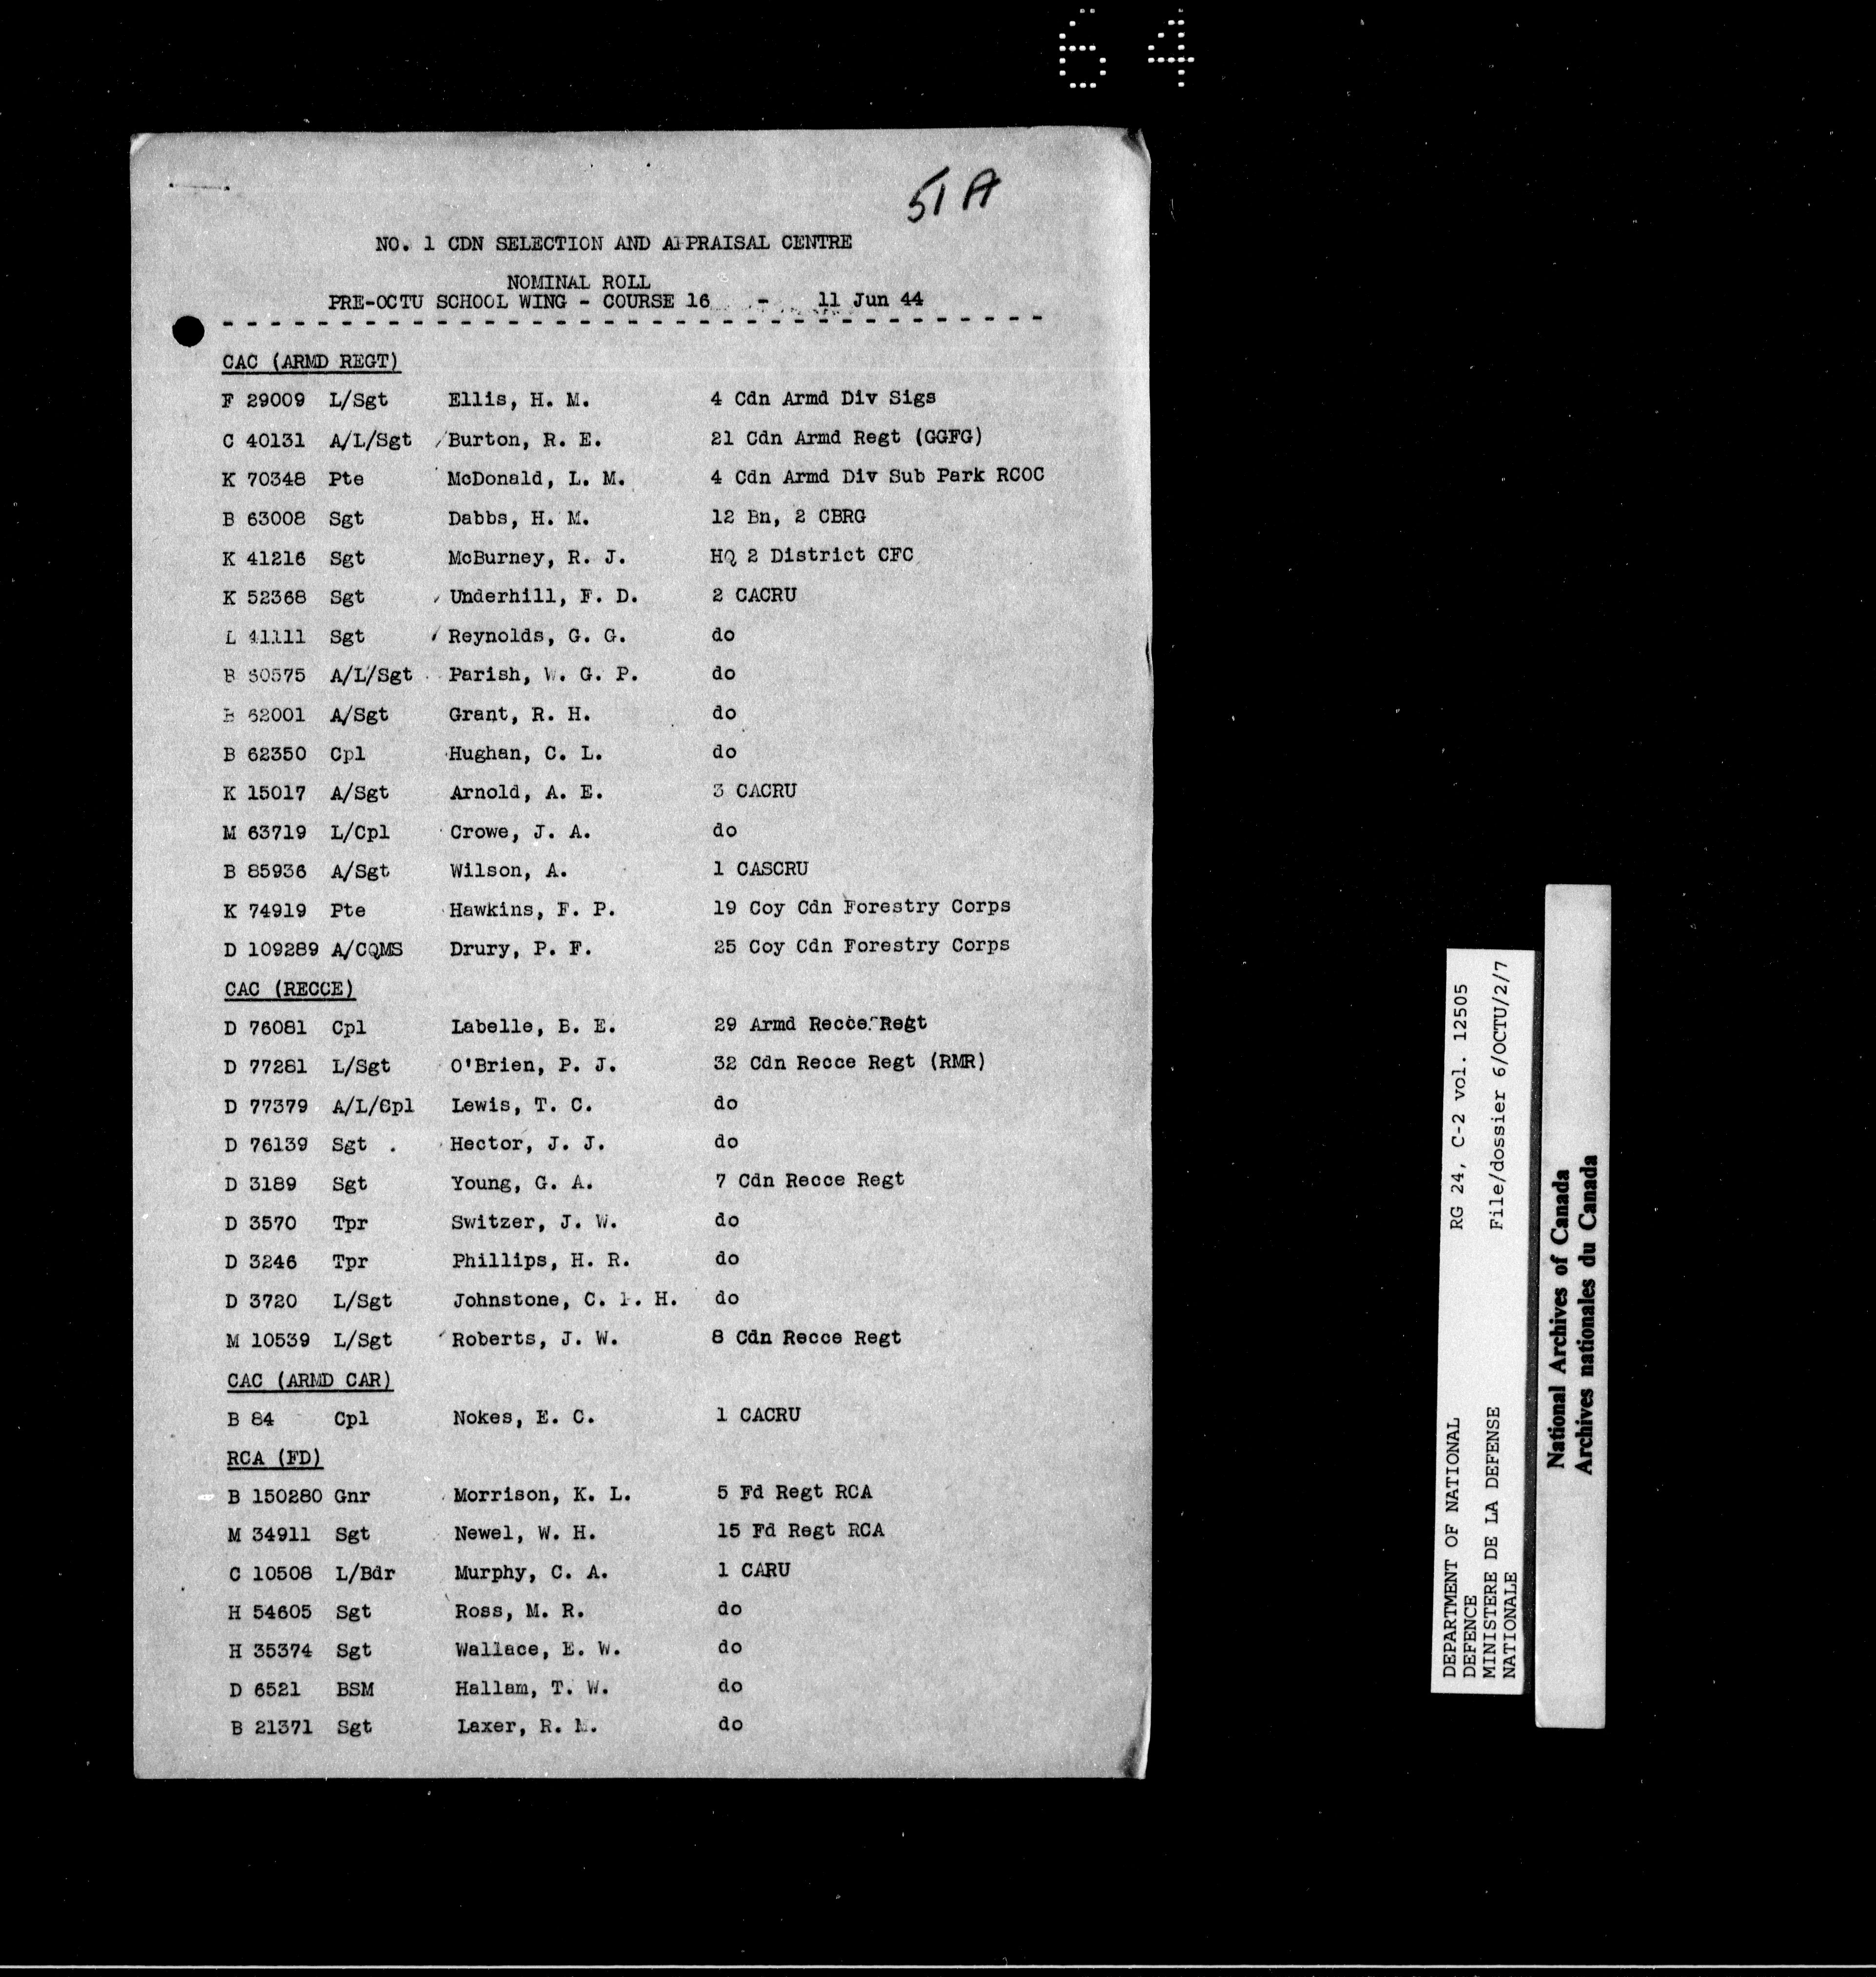 64
51A
NO. 1 CDN SELECTION AND APPRAISAL CENTRE
NOMINAL ROLL
PRE-OCTU SCHOOL WING - COURSE 16 - 11 Jun 44
CAC (ARMD REGT)
F 29009 L/Sgt Ellis, H. M. 4 Cdn Armd Div Sigs
C 40131 A/L/Sgt Burton, R. E. 21 Cdn Armd Regt (GGFG)
K 70348 Pte McDonald, L. M. 4 Cdn Armd Div Sub Park RCOC
B 63008 Sgt Dabbs, H. M. 12 Bn, 2 CBRG
K 41216 Sgt McBurney, R. J. HQ 2 District CFC
K 52368 Sgt Underhill, F. D. 2 CACRU
L 41111 Sgt Reynolds, G. G. do
B A/L/Sgt Parish, W. G. P. do
62001 A/Sgt Grant, R. H. do
B 62350 Cpl Hughan, C. L. do
K 15017 A/Sgt Arnold, A. E. 3 CACRU
M 63719 L/Cpl Crowe, J. A. do
B 85936 A/Sgt Wilson, A. 1 CASCRU
K 74919 Pte Hawkins, F. P. 19 Coy Cdn Forestry Corps
D 109289 A/CQMS Drury, P. F. 25 Coy Cdn Forestry Corps
CAC (RECCE)
D 76081 Cpl Labelle, B. E. 29 Armd Recce Regt
D 77281 L/Sgt O'Brien, P. J. 32 Cdn Recce Regt (RMR)
D 77379 A/L/Cpl Lewis, T. C. do
D 76139 Sgt . Hector, J. J. do
D 3189 Sgt Young, G. A. 7 Cdn Recce Regt
D 3570 Tpr Switzer, J. W. do
D 3246 Tpr Phillips, H. R. do
D 3720 L/Sgt Johnstone, C. H. do
M 10539 L/Sgt Roberts, J. W. 8 Cdn Recce Regt
CAC (ARMD CAR)
B 84 Cpl Nokes, E. C. 1 CACRU
RCA (FD)
B 150280 Gnr Morrison, K. L. 5 Fd Regt RCA
M 34911 Sgt Newel, W. H. 15 Fd Regt RCA
C 10508 L/Bdr Murphy, C. A. 1 CARU
H 54605 Sgt Ross, M. R. do
H 35374 Sgt Wallace, E. W. do
D 6521 BSM Hallam, T. W. do
B 21371 Sgt Laxer, R. do
DEPARTMENT OF NATIONAL RG 24, C-2 vol. 12505
DEFENCE
MINISTERE DE LA DEFENSE File/dossier 6/OCTU/2/7
NATIONALE
National Archives of Canada
Archives nationales du Canada